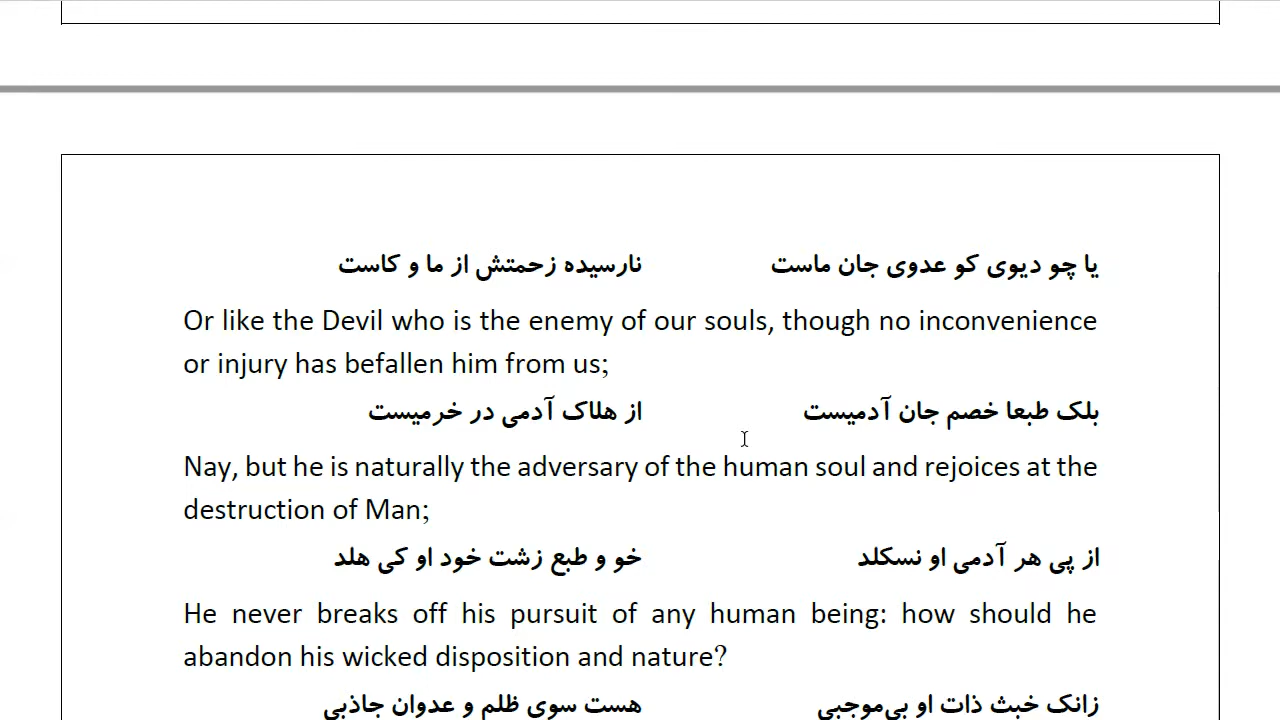 یا چو دیوی کو عدوی جان ماست نارسیده زحمتش از ما و کاست
Or like the Devil who is the enemy of our souls, though no inconvenience
or injury has befallen him from us;
بلک طبعا خصم جان آدمیست از هلاک آدمی در خرمیست
Nay, but he is naturally the adversary of the human soul and rejoices at the
destruction of Man;
از پی هر آدمی او نسکلد خو و طبع زشت خود او کی هلد
He never breaks off his pursuit of any human being: how should he
abandon his wicked disposition and nature?
زانک خبث ذات او بی‌موجبی هست سوی ظلم و عدوان جاذبی